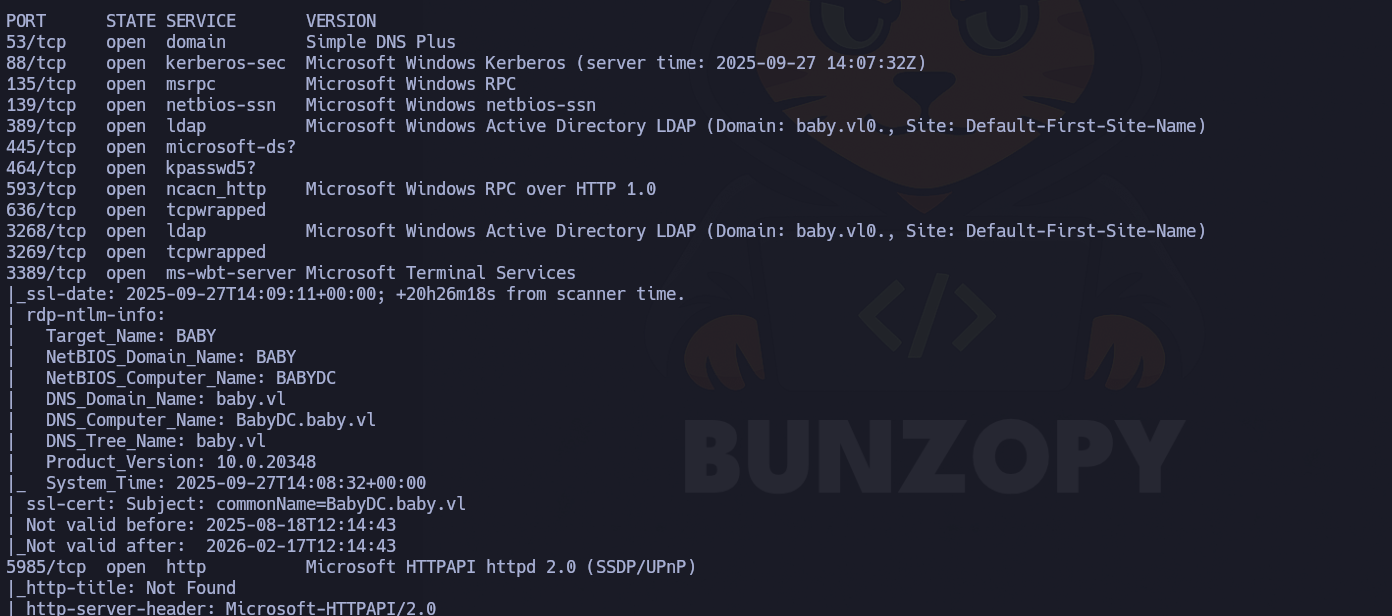 PORT      STATE SERVICE       VERSION
53/tcp    open  domain        Simple DNS Plus
88/tcp    open  kerberos-sec  Microsoft Windows Kerberos (server time: 2025-09-27 14:07:32Z)
135/tcp   open  msrpc         Microsoft Windows RPC
139/tcp   open  netbios-ssn   Microsoft Windows netbios-ssn
389/tcp   open  ldap          Microsoft Windows Active Directory LDAP (Domain: baby.vl0., Site: Default-First-Site-Name)
445/tcp   open  microsoft-ds?
464/tcp   open  kpasswd5?
593/tcp   open  ncacn_http    Microsoft Windows RPC over HTTP 1.0
636/tcp   open  tcpwrapped
3268/tcp  open  ldap          Microsoft Windows Active Directory LDAP (Domain: baby.vl0., Site: Default-First-Site-Name)
3269/tcp  open  tcpwrapped
3389/tcp  open  ms-wbt-server Microsoft Terminal Services
|_ssl-date: 2025-09-27T14:09:11+00:00; +20h26m18s from scanner time.
| rdp-ntlm-info:
|   Target_Name: BABY
|   NetBIOS_Domain_Name: BABY
|   NetBIOS_Computer_Name: BABYDC
|   DNS_Domain_Name: baby.vl
|   DNS_Computer_Name: BabyDC.baby.vl
|   DNS_Tree_Name: baby.vl
|   Product_Version: 10.0.20348
|_  System_Time: 2025-09-27T14:08:32+00:00
| ssl-cert: Subject: commonName=BabyDC.baby.vl
| Not valid before: 2025-08-18T12:14:43
|_Not valid after:  2026-02-17T12:14:43
5985/tcp  open  http          Microsoft HTTPAPI httpd 2.0 (SSDP/UPnP)
|_http-title: Not Found
| http-server-header: Microsoft-HTTPAPI/2.0
</>
BUNZOPY